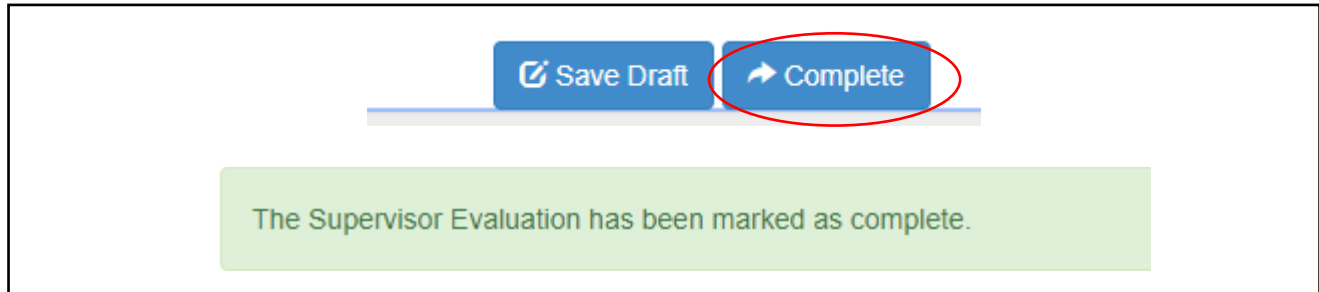 Save Draft Complete
The Supervisor Evaluation has been marked as complete.